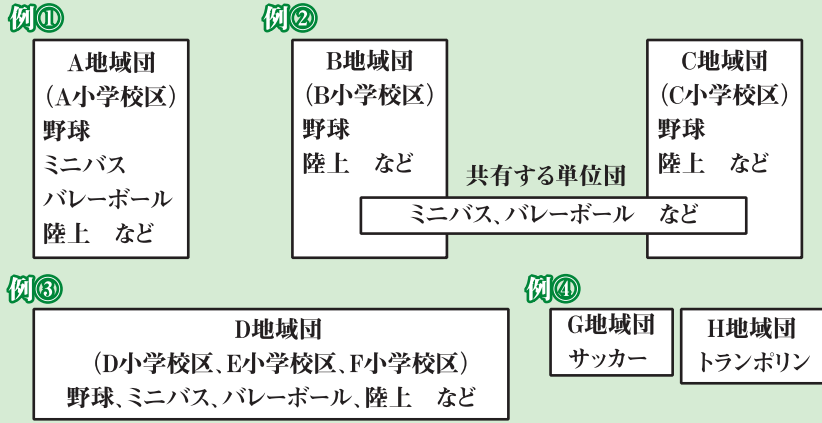 例①
A地域団
（A小学校区）
野球
ミニバス
バレーボール
陸上　など
例②
B地域団
（B小学校区）
野球
陸上　など
C地域団
（C小学校区）
野球
陸上　など
共有する単位団
ミニバス、バレーボール　など
例③
D地域団
（D小学校区、E小学校区、F小学校区）
野球、ミニバス、バレーボール、陸上　など
例④
G地域団
サッカー
H地域団
トランポリン